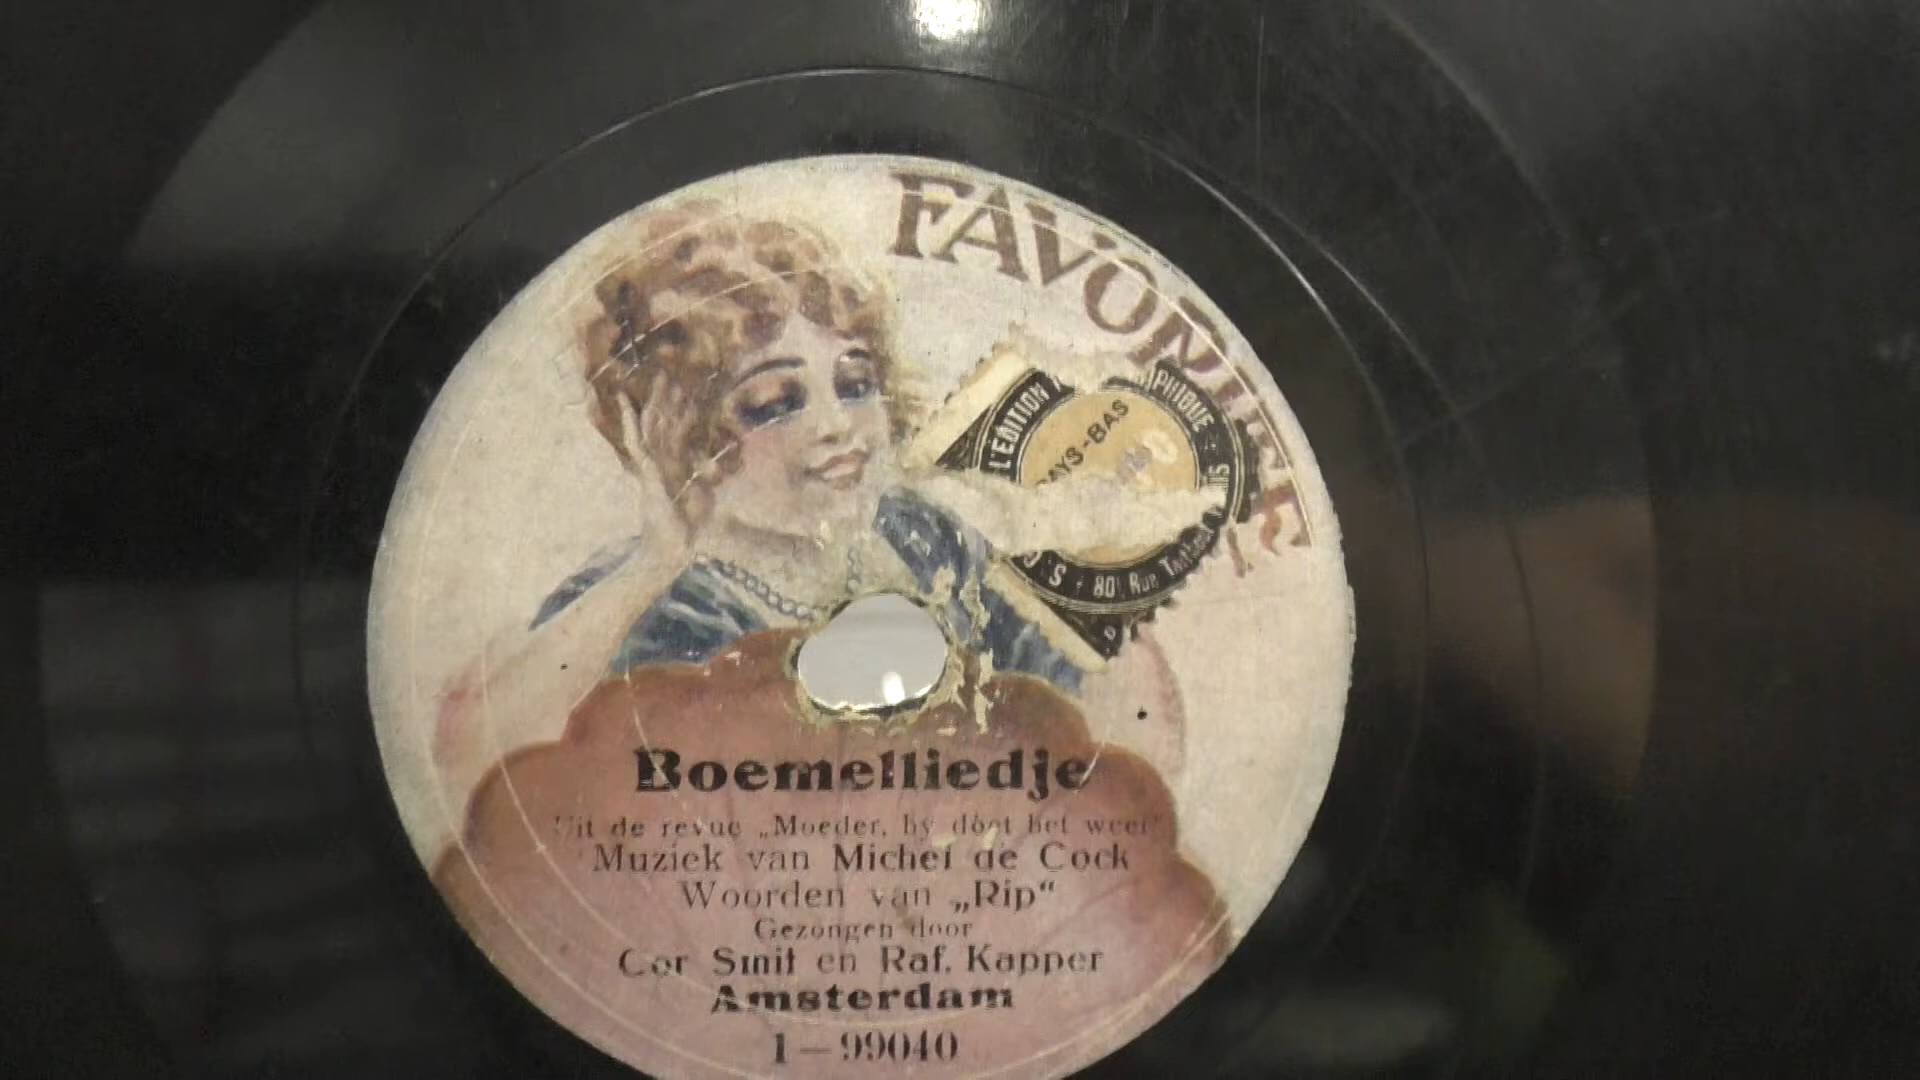 FAVORITE
L'EDITION
PAYS-BAS
80, Rue
Boemelliedje
Uit de revue „Moeder, hy dóet het weer"
Muziek van Michel de Cock
Woorden van „Rip“
Gezongen door
Cor Smit en Raf. Kapper
Amsterdam
1—99040